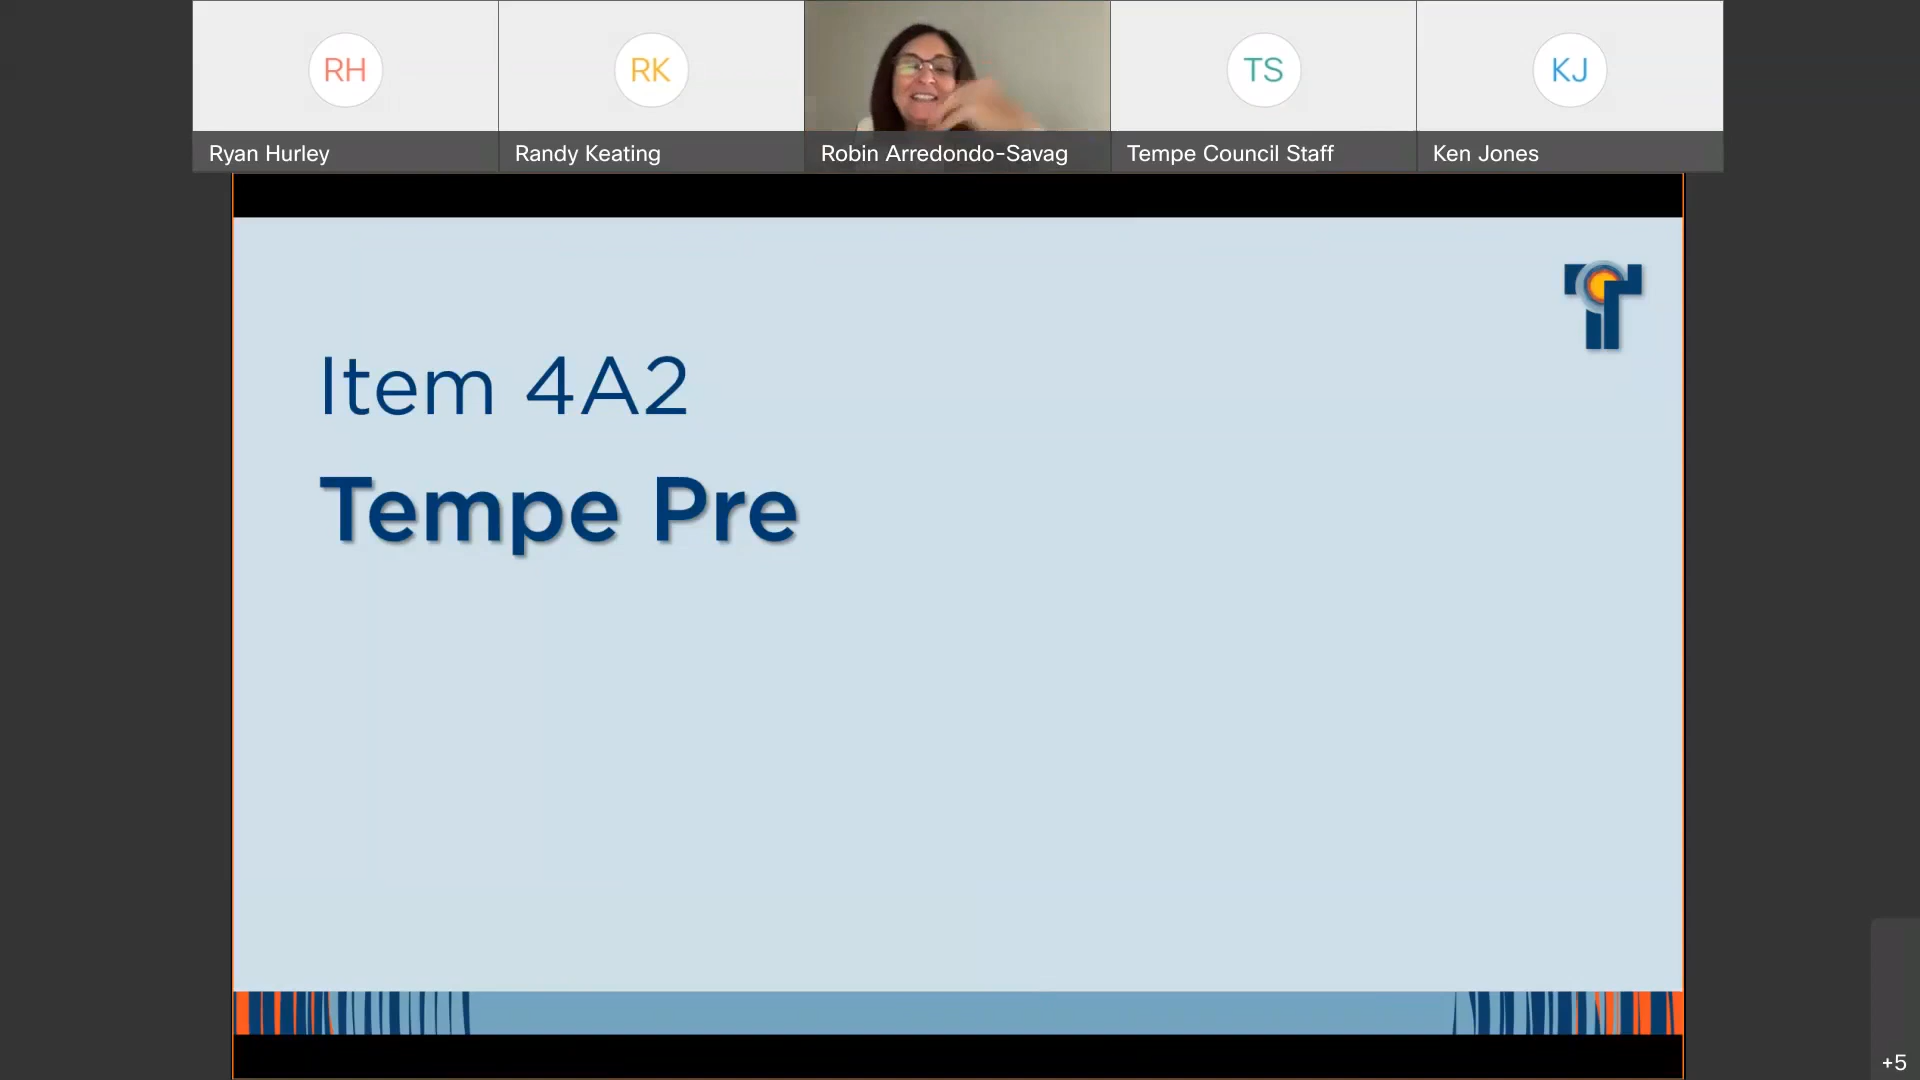 RH
RK
TS
KJ
Ryan Hurley
Randy Keating
Robin Arredondo-Savag
Tempe Council Staff
Ken Jones
Item 4A2
Tempe Pre
+5